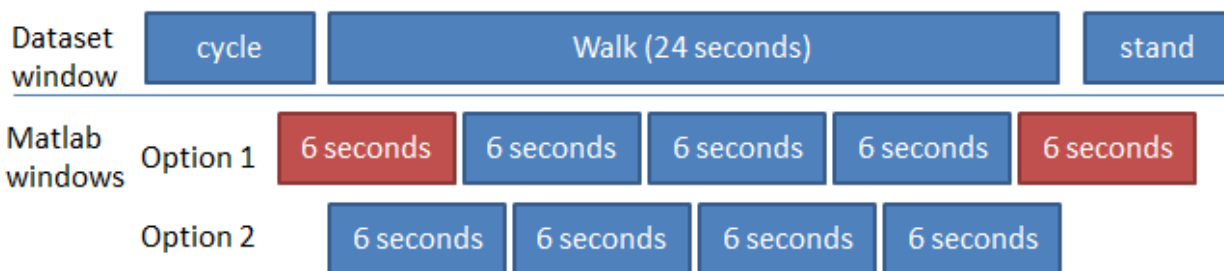 Dataset window
cycle
Walk (24 seconds)
stand
Matlab windows
Option 1
6 seconds
6 seconds
6 seconds
6 seconds
6 seconds
Option 2
6 seconds
6 seconds
6 seconds
6 seconds